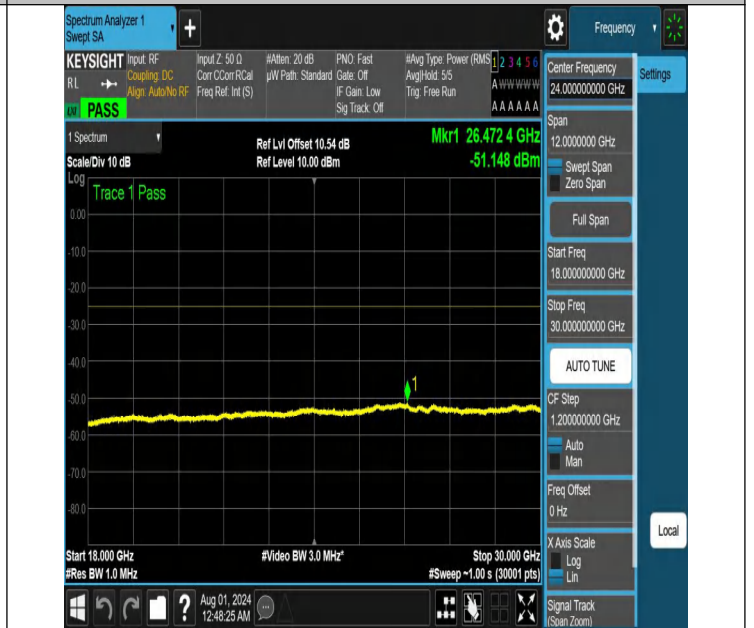 Spectrum Analyzer 1
Swept SA
+
Frequency
KEYSIGHT
RL
PASS
Input: RF
Coupling: DC
Align: Auto/No RF
Input Z: 50 Ω
Corr CCorr RCal
Freq Ref: Int (S)
#Atten: 20 dB
µW Path: Standard
PNO: Fast
Gate: Off
IF Gain: Low
Sig Track: Off
#Avg Type: Power (RMS
Avg|Hold: 5/5
Trig: Free Run
1 2 3 4 5 6
A W W W W W
A A A A A A
1 Spectrum
Scale/Div 10 dB
Ref Lvl Offset 10.54 dB
Ref Level 10.00 dBm
Mkr1 26.472 4 GHz
-51.148 dBm
Log
Trace 1 Pass
0.00
-10.0
-20.0
-30.0
-40.0
-50.0
-60.0
-70.0
-80.0
1
Start 18.000 GHz
#Res BW 1.0 MHz
#Video BW 3.0 MHz*
Stop 30.000 GHz
#Sweep ~1.00 s (30001 pts)
Aug 01, 2024
12:48:25 AM
?
Center Frequency
24.000000000 GHz
Settings
Span
12.0000000 GHz
Swept Span
Zero Span
Full Span
Start Freq
18.000000000 GHz
Stop Freq
30.000000000 GHz
AUTO TUNE
CF Step
1.200000000 GHz
Auto
Man
Freq Offset
0 Hz
X Axis Scale
Log
Lin
Local
Signal Track
(Span Zoom)